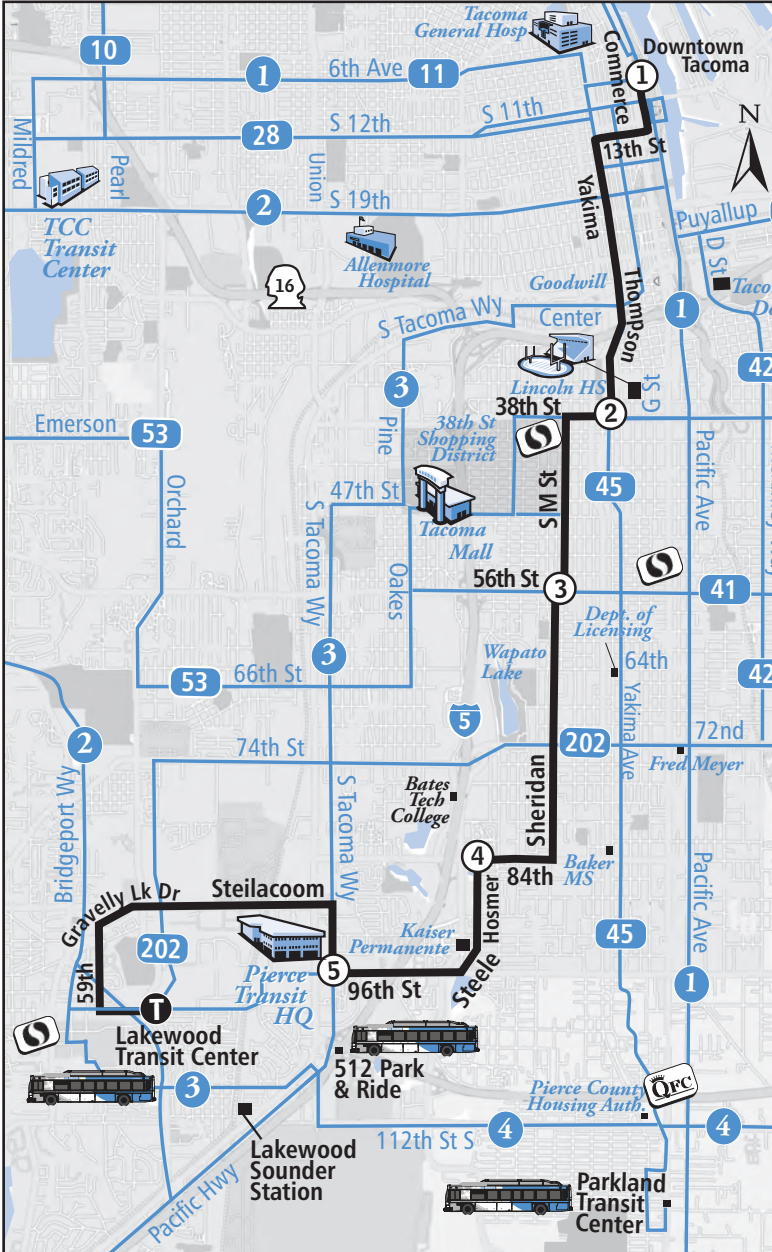 Tacoma
General Hosp
Commerce
Downtown
Tacoma
10
1
6th Ave
11
1
N
S 11th
S 12th
28
13th St
Mildred
Pearl
Union
S 19th
2
Yakima
Puyallup
TCC
Transit
Center
Allenmore
Hospital
D St
16
Goodwill
Thompson
S Tacoma Wy
Center
1
3
Lincoln HS
G St
42
38th St
2
Emerson
53
Pine
38th St
Shopping
District
Pacific Ave
45
S M St
Orchard
47th St
S Tacoma Wy
Tacoma
Mall
Oakes
56th St
3
41
Dept. of
Licensing
3
Wapato
Lake
64th
53
66th St
42
Yakima Ave
5
2
74th St
202
72nd
Fred Meyer
Bridgeport Wy
S Tacoma Wy
Bates
Tech
College
Sheridan
4
84th
Baker
MS
Pacific Ave
Gravelly Lk Dr
Steilacoom
Hosmer
202
Kaiser
Permanente
45
59th
Pierce
Transit
HQ
5
96th St
Steele
1
T
Lakewood
Transit Center
512 Park
& Ride
3
Pierce County
Housing Auth.
QFC
4
4
112th St S
Lakewood
Sounder
Station
Pacific Hwy
Parkland
Transit
Center